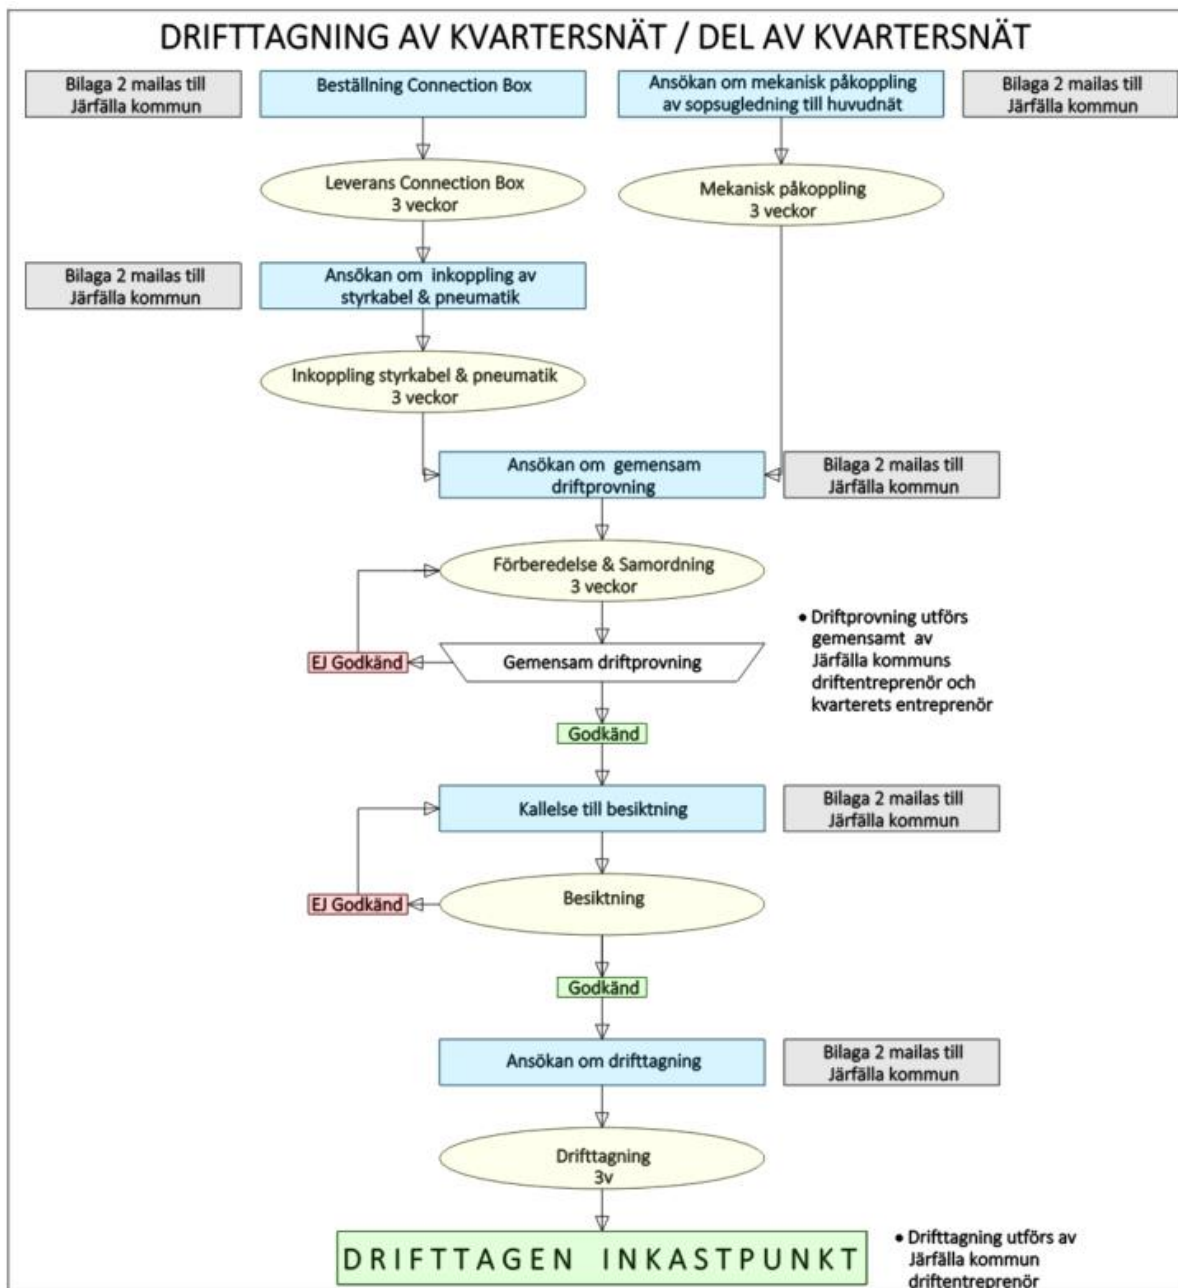 DRIFTTAGNING AV KVARTERSNÄT / DEL AV KVARTERSNÄT
Bilaga 2 mailas till
Järfälla kommun
Beställning Connection Box
Ansökan om mekanisk påkoppling
av sopsugledning till huvudnät
Bilaga 2 mailas till
Järfälla kommun
Leverans Connection Box
3 veckor
Mekanisk påkoppling
3 veckor
Bilaga 2 mailas till
Järfälla kommun
Ansökan om inkoppling av
styrkabel & pneumatik
Inkoppling styrkabel & pneumatik
3 veckor
Ansökan om gemensam
driftprovning
Bilaga 2 mailas till
Järfälla kommun
Förberedelse & Samordning
3 veckor
EJ Godkänd
Gemensam driftprovning
• Driftprovning utförs
gemensamt av
Järfälla kommuns
driftentreprenör och
kvarterets entreprenör
Godkänd
Kallelse till besiktning
Bilaga 2 mailas till
Järfälla kommun
EJ Godkänd
Besiktning
Godkänd
Ansökan om drifttagning
Bilaga 2 mailas till
Järfälla kommun
Drifttagning
3v
DRIFTTAGEN INKASTPUNKT
• Drifttagning utförs av
Järfälla kommun
driftentreprenör